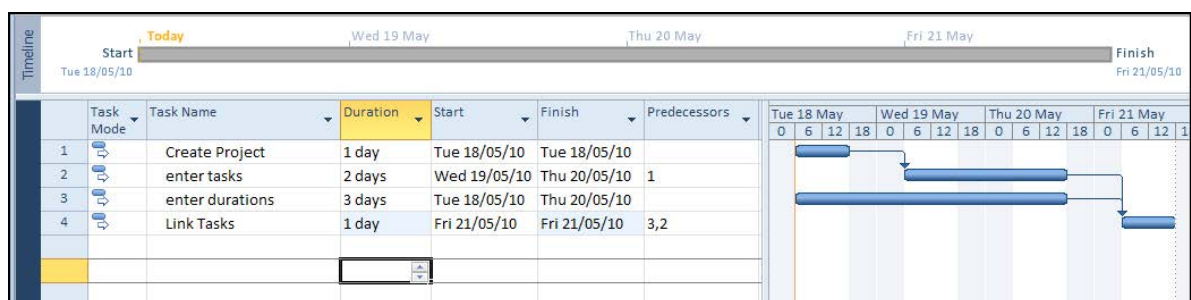 Timeline
Today Wed 19 May Thu 20 May Fri 21 May
Start Finish
Tue 18/05/10 Fri 21/05/10
Task Mode Task Name Duration Start Finish Predecessors Tue 18 May Wed 19 May Thu 20 May Fri 21 May
0 6 12 18 0 6 12 18 0 6 12 18 0 6 12 1
1 Create Project 1 day Tue 18/05/10 Tue 18/05/10
2 enter tasks 2 days Wed 19/05/10 Thu 20/05/10 1
3 enter durations 3 days Tue 18/05/10 Thu 20/05/10
4 Link Tasks 1 day Fri 21/05/10 Fri 21/05/10 3,2